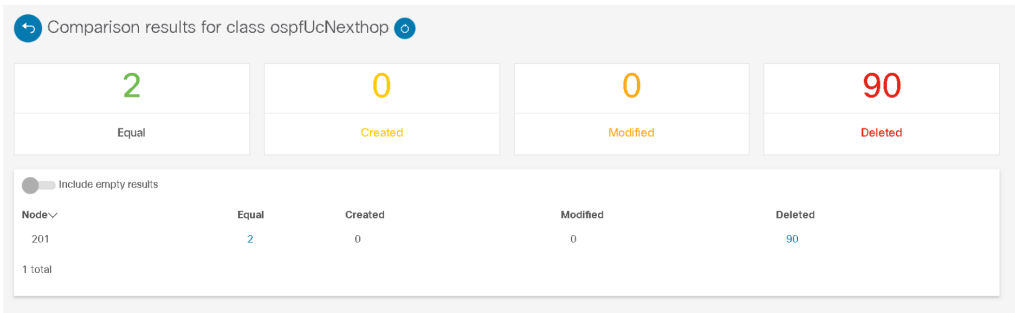 Comparison results for class ospfUcNexthop
2 0 0 90
Equal Created Modified Deleted
Include empty results
Node Equal Created Modified Deleted
201 2 0 0 90
1 total